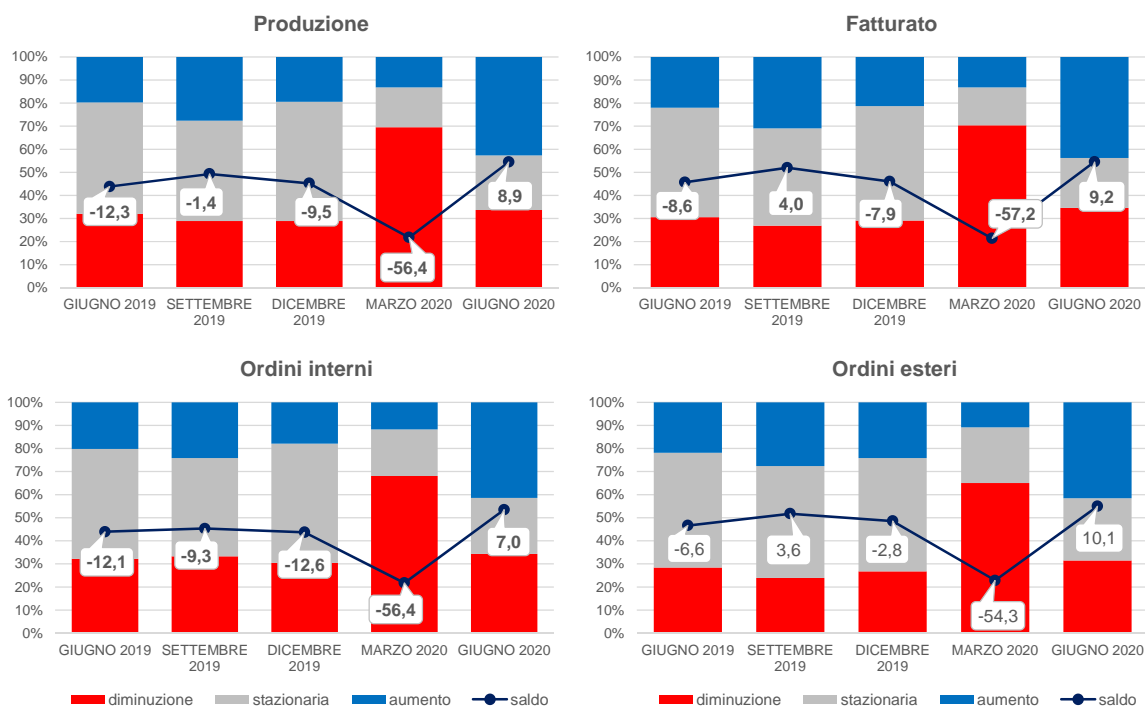 Produzione
100%
90%
80%
70%
60%
50%
40%
30%
20%
10%
0%
-12,3
-1,4
-9,5
-56,4
8,9
GIUGNO 2019
SETTEMBRE
2019
DICEMBRE
2019
MARZO 2020
GIUGNO 2020
Fatturato
100%
90%
80%
70%
60%
50%
40%
30%
20%
10%
0%
-8,6
4,0
-7,9
-57,2
9,2
GIUGNO 2019
SETTEMBRE
2019
DICEMBRE
2019
MARZO 2020
GIUGNO 2020
Ordini interni
100%
90%
80%
70%
60%
50%
40%
30%
20%
10%
0%
-12,1
-9,3
-12,6
-56,4
7,0
GIUGNO 2019
SETTEMBRE
2019
DICEMBRE
2019
MARZO 2020
GIUGNO 2020
diminuzione stazionaria aumento saldo
Ordini esteri
100%
90%
80%
70%
60%
50%
40%
30%
20%
10%
0%
-6,6
3,6
-2,8
-54,3
10,1
GIUGNO 2019
SETTEMBRE
2019
DICEMBRE
2019
MARZO 2020
GIUGNO 2020
diminuzione stazionaria aumento saldo